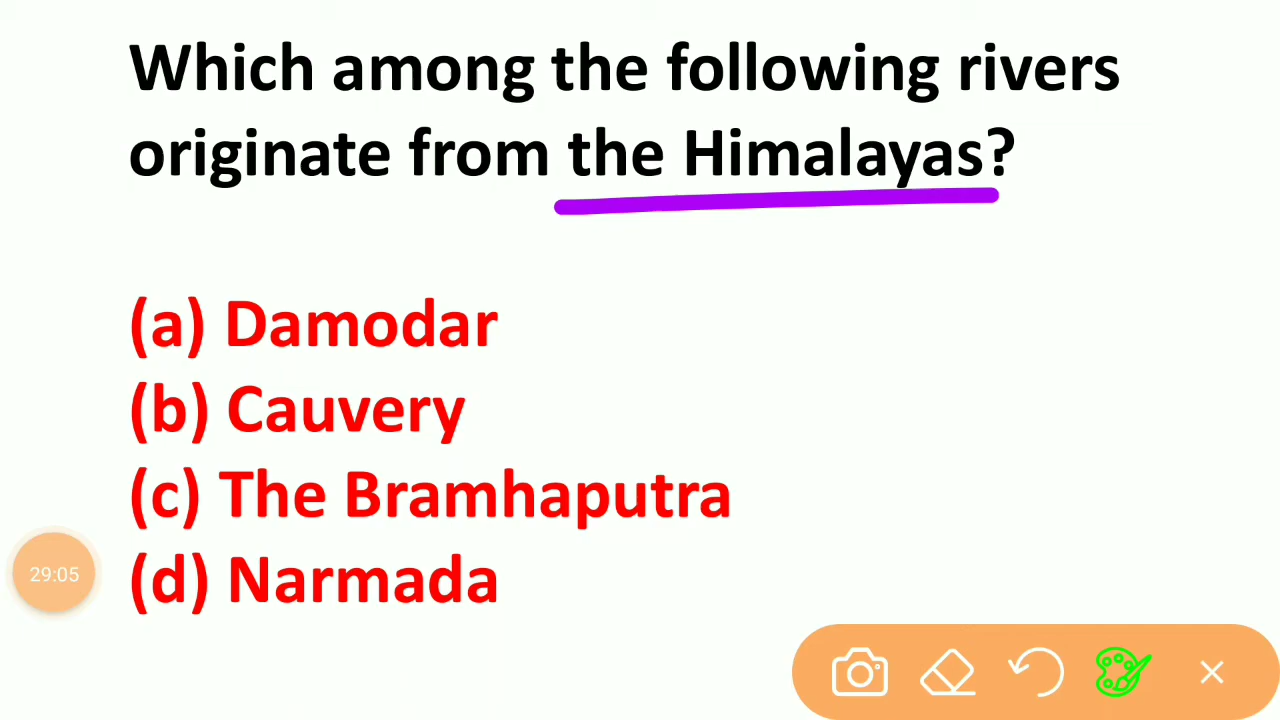 Which among the following rivers
originate from the Himalayas?
(a) Damodar
(b) Cauvery
(c) The Bramhaputra
(d) Narmada
29:05